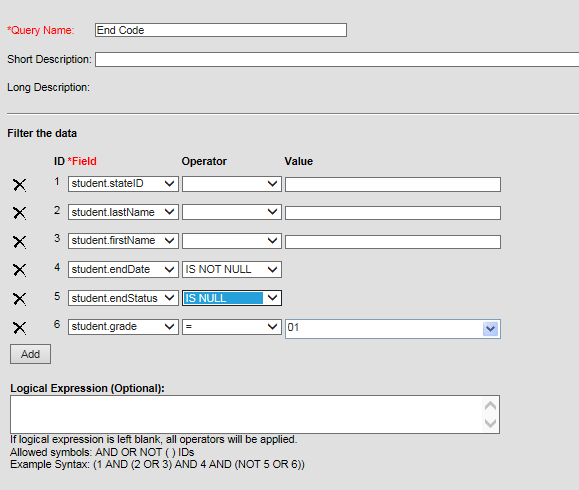 *Query Name: End Code
Short Description:
Long Description:
Filter the data
ID *Field Operator Value
1 student.stateID
2 student.lastName
3 student.firstName
4 student.endDate IS NOT NULL
5 student.endStatus IS NULL
6 student.grade = 01
Add
Logical Expression (Optional):
If logical expression is left blank, all operators will be applied.
Allowed symbols: AND OR NOT ( ) IDs
Example Syntax: (1 AND (2 OR 3) AND 4 AND (NOT 5 OR 6))